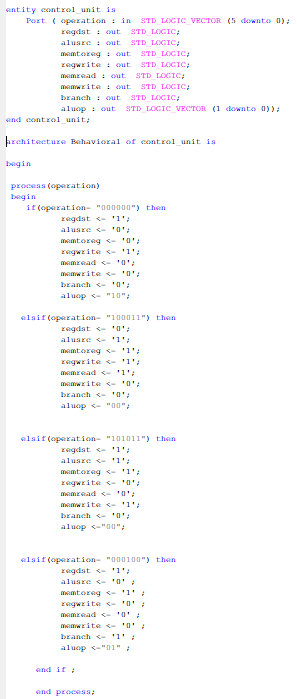 entity control_unit is
Port ( operation : in STD_LOGIC_VECTOR (5 downto 0);
regdst : out STD_LOGIC;
alusrc : out STD_LOGIC;
memtoreg : out STD_LOGIC;
regwrite : out STD_LOGIC;
memread : out STD_LOGIC;
memwrite : out STD_LOGIC;
branch : out STD_LOGIC;
aluop : out STD_LOGIC_VECTOR (1 downto 0));
end control_unit;
architecture Behavioral of control_unit is
begin
process(operation)
begin
if(operation= "000000") then
regdst <= '1';
alusrc <= '0';
memtoreg <= '0';
regwrite <= '1';
memread <= '0';
memwrite <= '0';
branch <= '0';
aluop <= "10";
elsif(operation= "100011") then
regdst <= '0';
alusrc <= '1';
memtoreg <= '1';
regwrite <= '1';
memread <= '1';
memwrite <= '0';
branch <= '0';
aluop <= "00";
elsif(operation= "101011") then
regdst <= '1';
alusrc <= '1';
memtoreg <= '1';
regwrite <= '0';
memread <= '0';
memwrite <= '1';
branch <= '0';
aluop <="00";
elsif(operation= "000100") then
regdst <= '1';
alusrc <= '0' ;
memtoreg <= '1' ;
regwrite <= '0' ;
memread <= '0' ;
memwrite <= '0' ;
branch <= '1' ;
aluop <="01" ;
end if ;
end process;